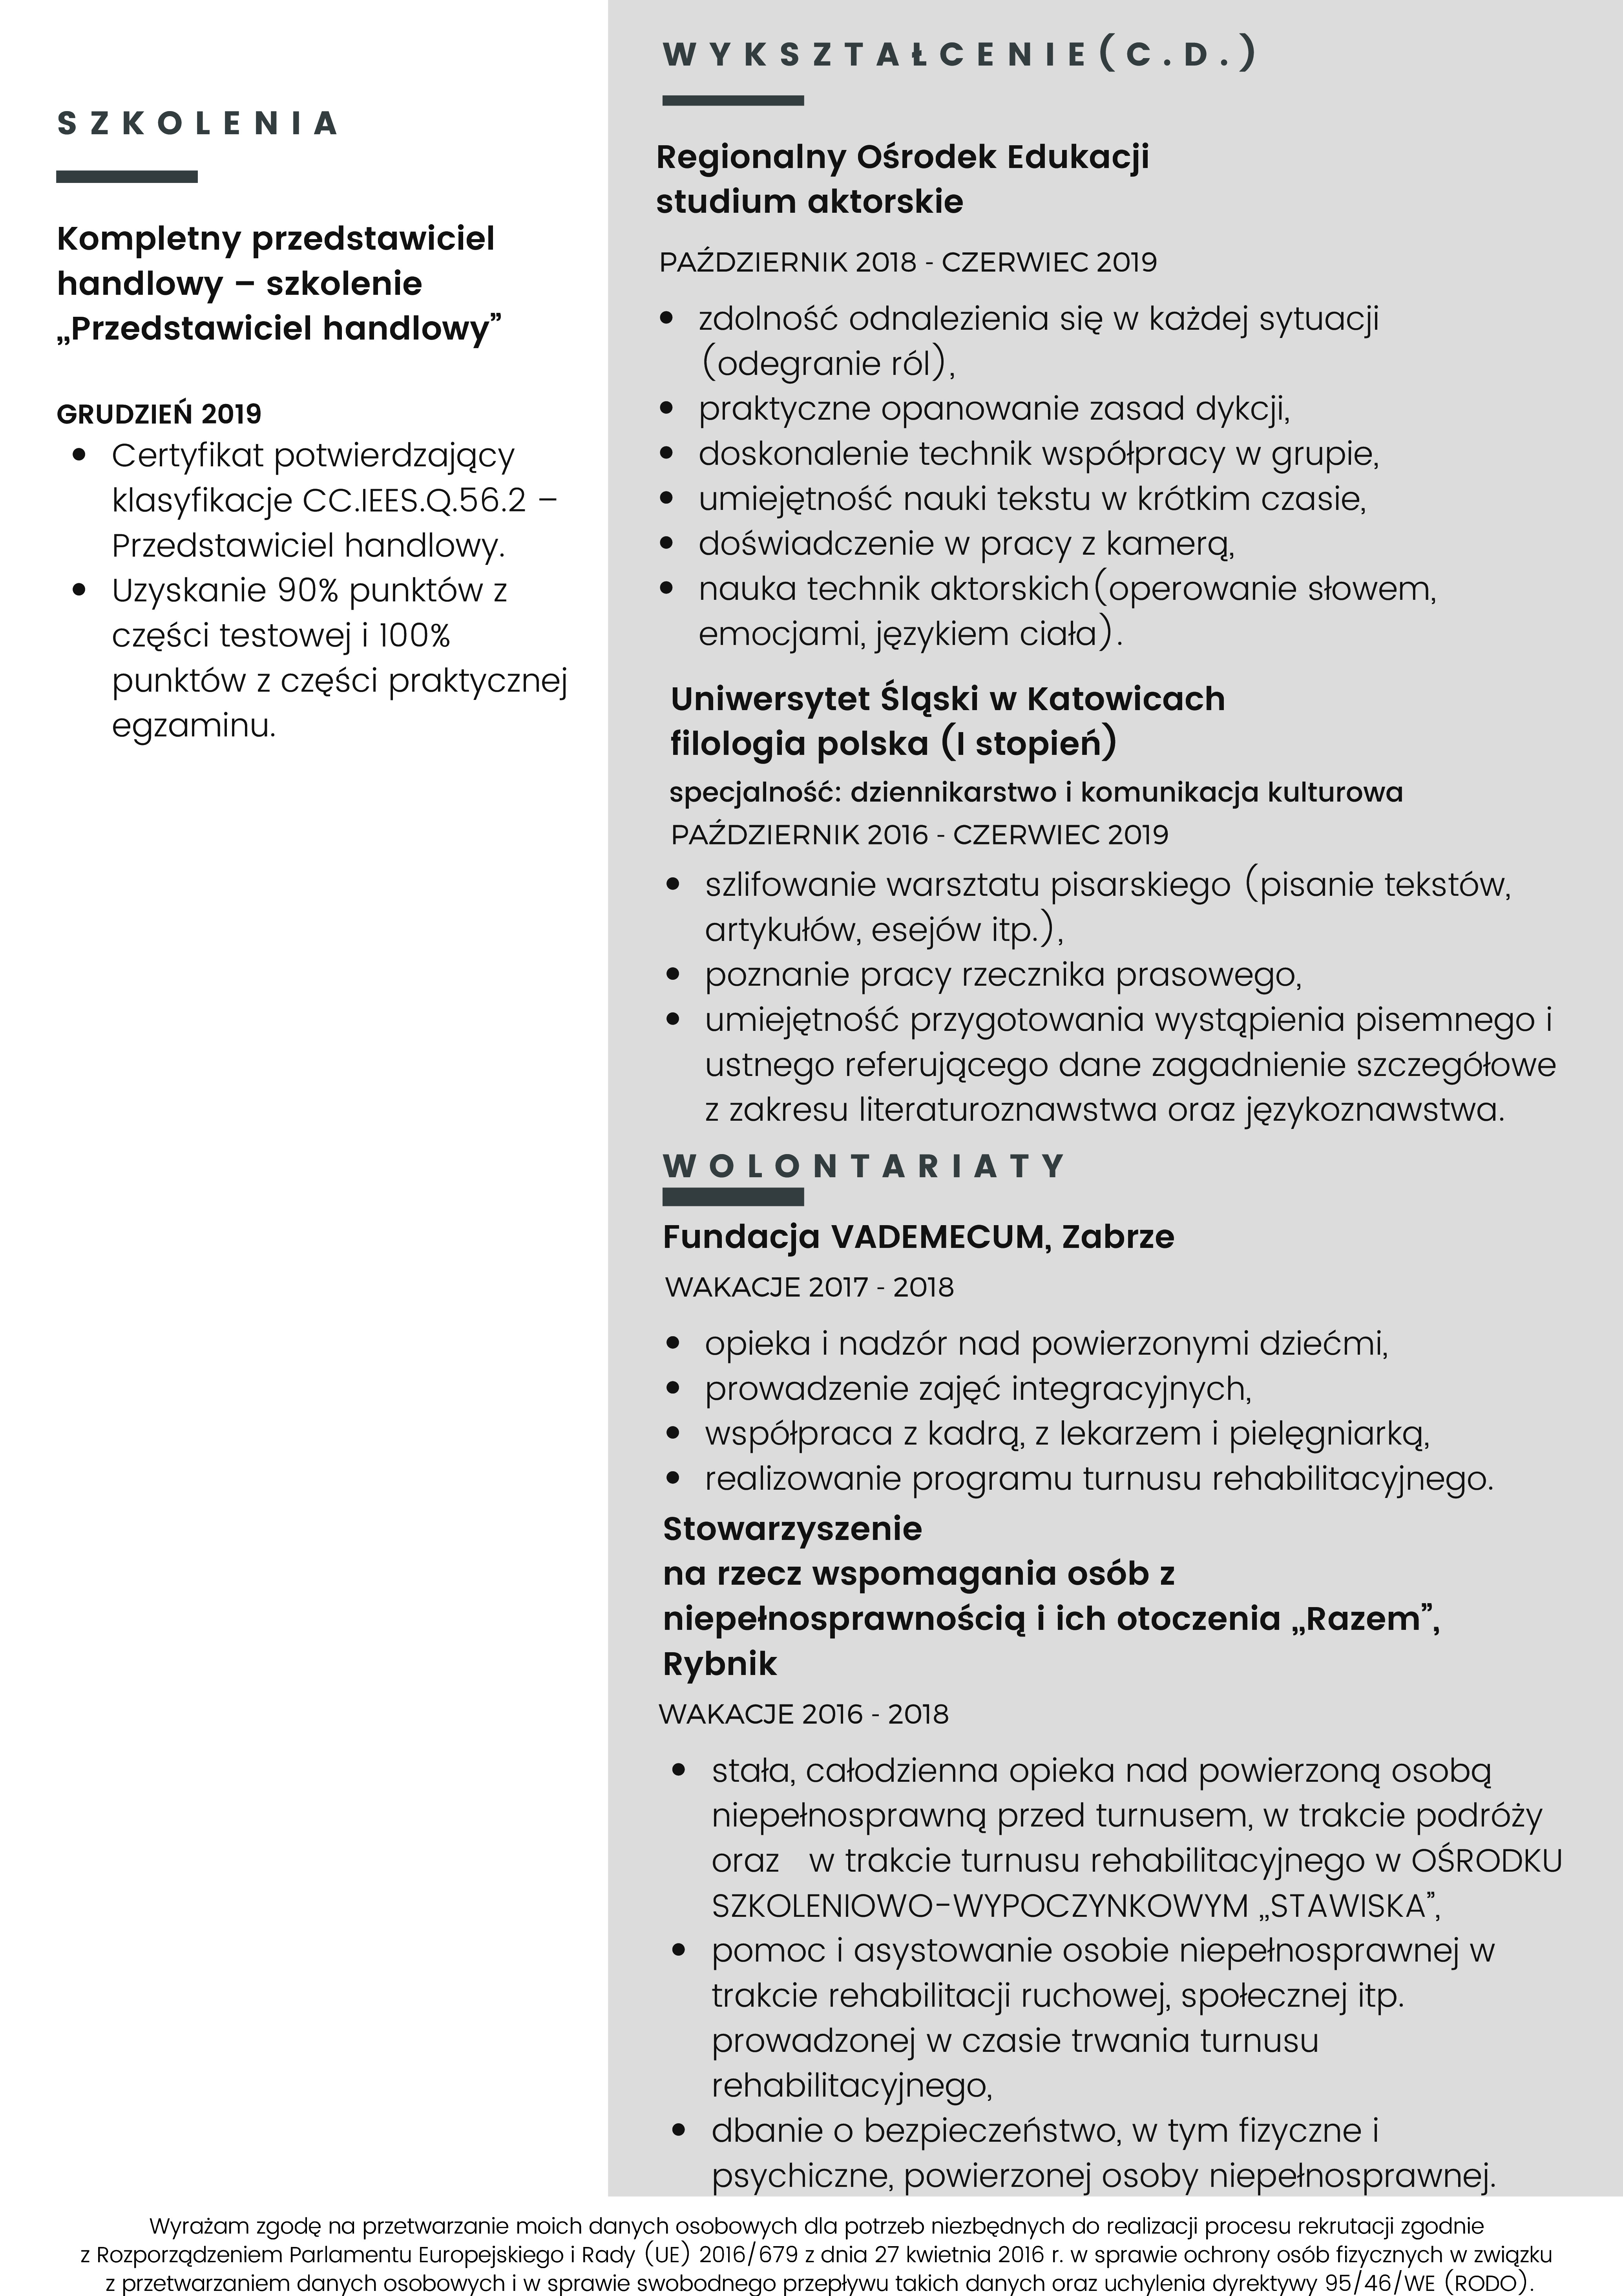 SZKOLENIA
Kompletny przedstawiciel
handlowy – szkolenie
„Przedstawiciel handlowy”
GRUDZIEŃ 2019
• Certyfikat potwierdzający
klasyfikacje CC.IEES.Q.56.2 –
Przedstawiciel handlowy.
• Uzyskanie 90% punktów z
części testowej i 100%
punktów z części praktycznej
egzaminu.
WYKSZTAŁCENIE(C.D.)
Regionalny Ośrodek Edukacji
studium aktorskie
PAŹDZIERNIK 2018 - CZERWIEC 2019
• zdolność odnalezienia się w każdej sytuacji
(odegranie ról),
• praktyczne opanowanie zasad dykcji,
• doskonalenie technik współpracy w grupie,
• umiejętność nauki tekstu w krótkim czasie,
• doświadczenie w pracy z kamerą,
• nauka technik aktorskich(operowanie słowem,
emocjami, językiem ciała).
Uniwersytet Śląski w Katowicach
filologia polska (I stopień)
specjalność: dziennikarstwo i komunikacja kulturowa
PAŹDZIERNIK 2016 - CZERWIEC 2019
• szlifowanie warsztatu pisarskiego (pisanie tekstów,
artykułów, esejów itp.),
• poznanie pracy rzecznika prasowego,
• umiejętność przygotowania wystąpienia pisemnego i
ustnego referującego dane zagadnienie szczegółowe
z zakresu literaturoznawstwa oraz językoznawstwa.
WOLONTARIATY
Fundacja VADEMECUM, Zabrze
WAKACJE 2017 - 2018
• opieka i nadzór nad powierzonymi dziećmi,
• prowadzenie zajęć integracyjnych,
• współpraca z kadrą, z lekarzem i pielęgniarką,
• realizowanie programu turnusu rehabilitacyjnego.
Stowarzyszenie
na rzecz wspomagania osób z
niepełnosprawnością i ich otoczenia „Razem”,
Rybnik
WAKACJE 2016 - 2018
• stała, całodzienna opieka nad powierzoną osobą
niepełnosprawną przed turnusem, w trakcie podróży
oraz w trakcie turnusu rehabilitacyjnego w OŚRODKU
SZKOLENIOWO-WYPOCZYNKOWYM „STAWISKA”,
• pomoc i asystowanie osobie niepełnosprawnej w
trakcie rehabilitacji ruchowej, społecznej itp.
prowadzonej w czasie trwania turnusu
rehabilitacyjnego,
• dbanie o bezpieczeństwo, w tym fizyczne i
psychiczne, powierzonej osoby niepełnosprawnej.
Wyrażam zgodę na przetwarzanie moich danych osobowych dla potrzeb niezbędnych do realizacji procesu rekrutacji zgodnie
z Rozporządzeniem Parlamentu Europejskiego i Rady (UE) 2016/679 z dnia 27 kwietnia 2016 r. w sprawie ochrony osób fizycznych w związku
z przetwarzaniem danych osobowych i w sprawie swobodnego przepływu takich danych oraz uchylenia dyrektywy 95/46/WE (RODO).